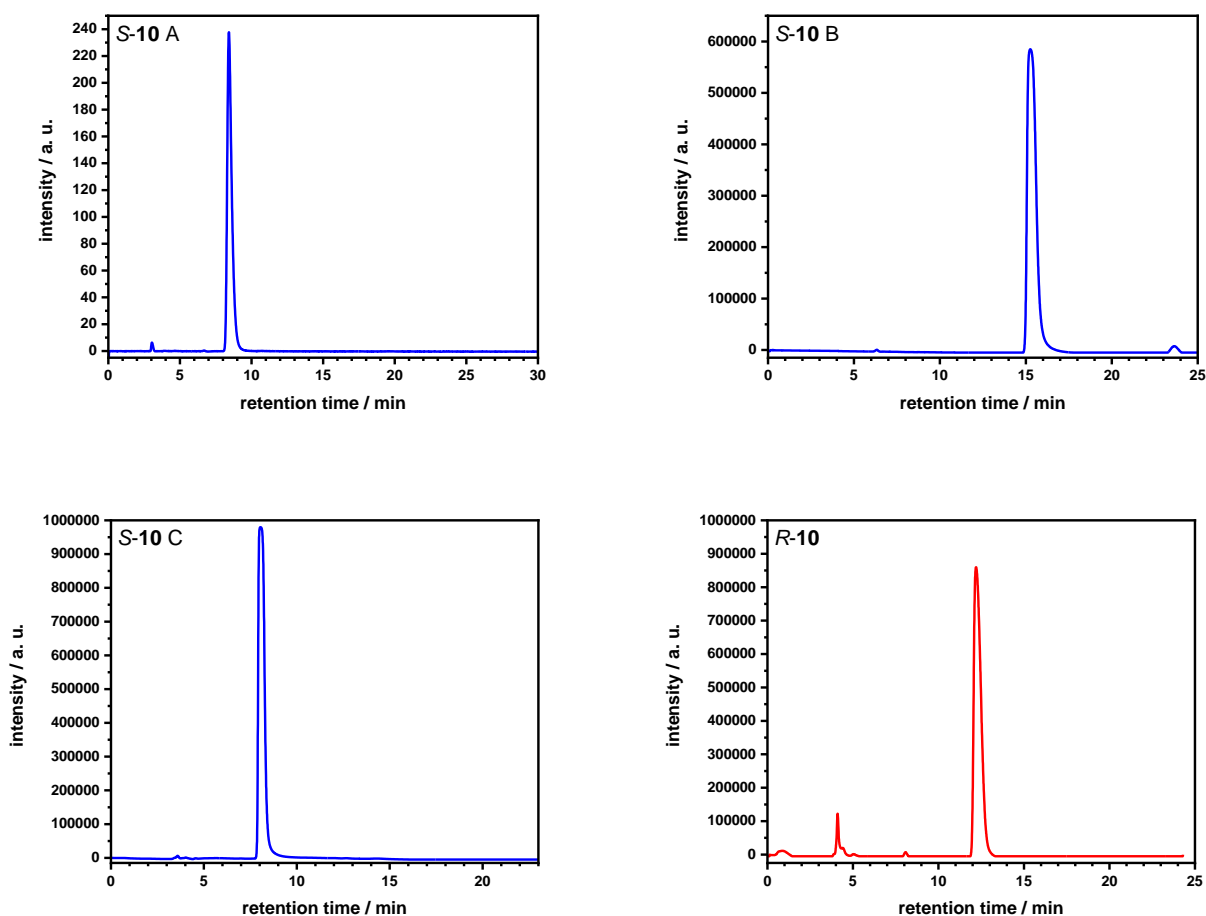 S-10 A
240
220
200
180
160
140
120
100
80
60
40
20
0
intensity / a. u.
0 5 10 15 20 25 30
retention time / min
S-10 B
600000
500000
400000
300000
200000
100000
0
intensity / a. u.
0 5 10 15 20 25
retention time / min
S-10 C
1000000
900000
800000
700000
600000
500000
400000
300000
200000
100000
0
intensity / a. u.
0 5 10 15 20
retention time / min
R-10
1000000
900000
800000
700000
600000
500000
400000
300000
200000
100000
0
intensity / a. u.
0 5 10 15 20 25
retention time / min